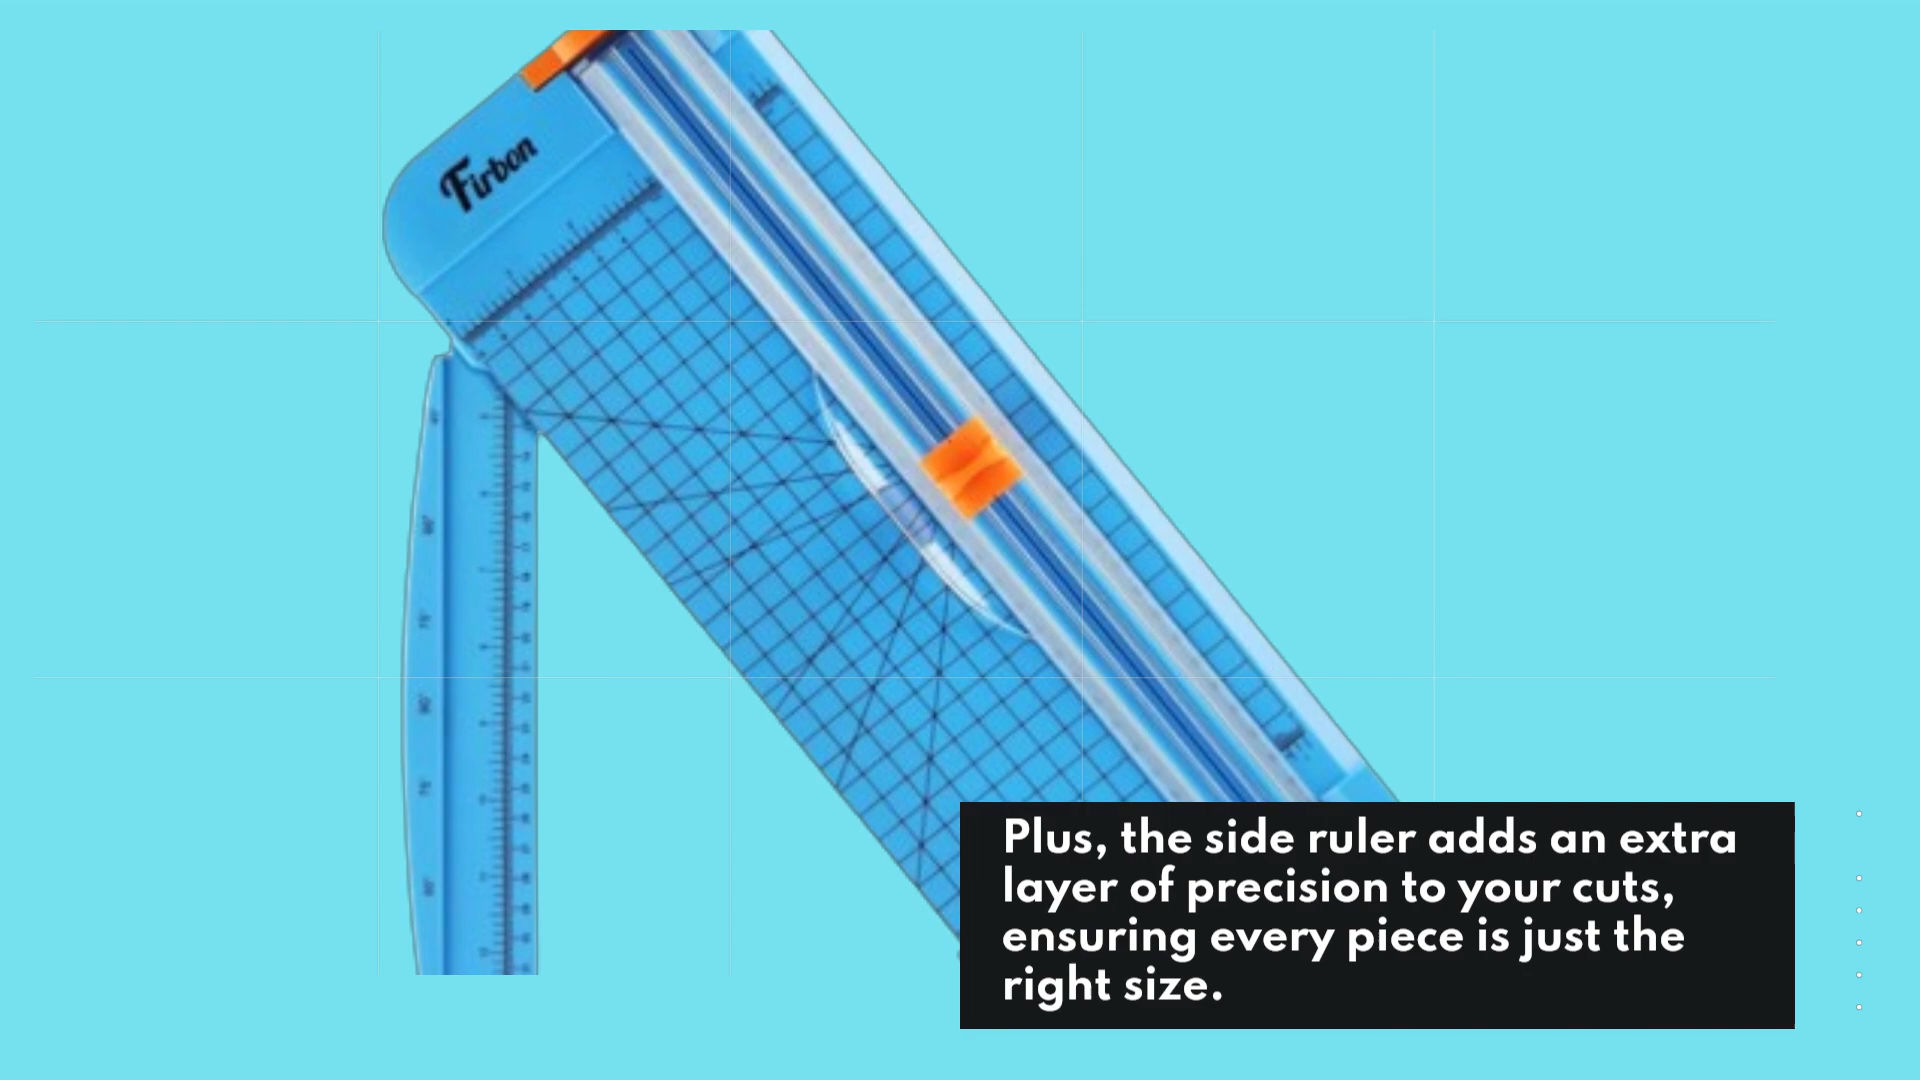 Firbon
Plus, the side ruler adds an extra
layer of precision to your cuts,
ensuring every piece is just the
right size.